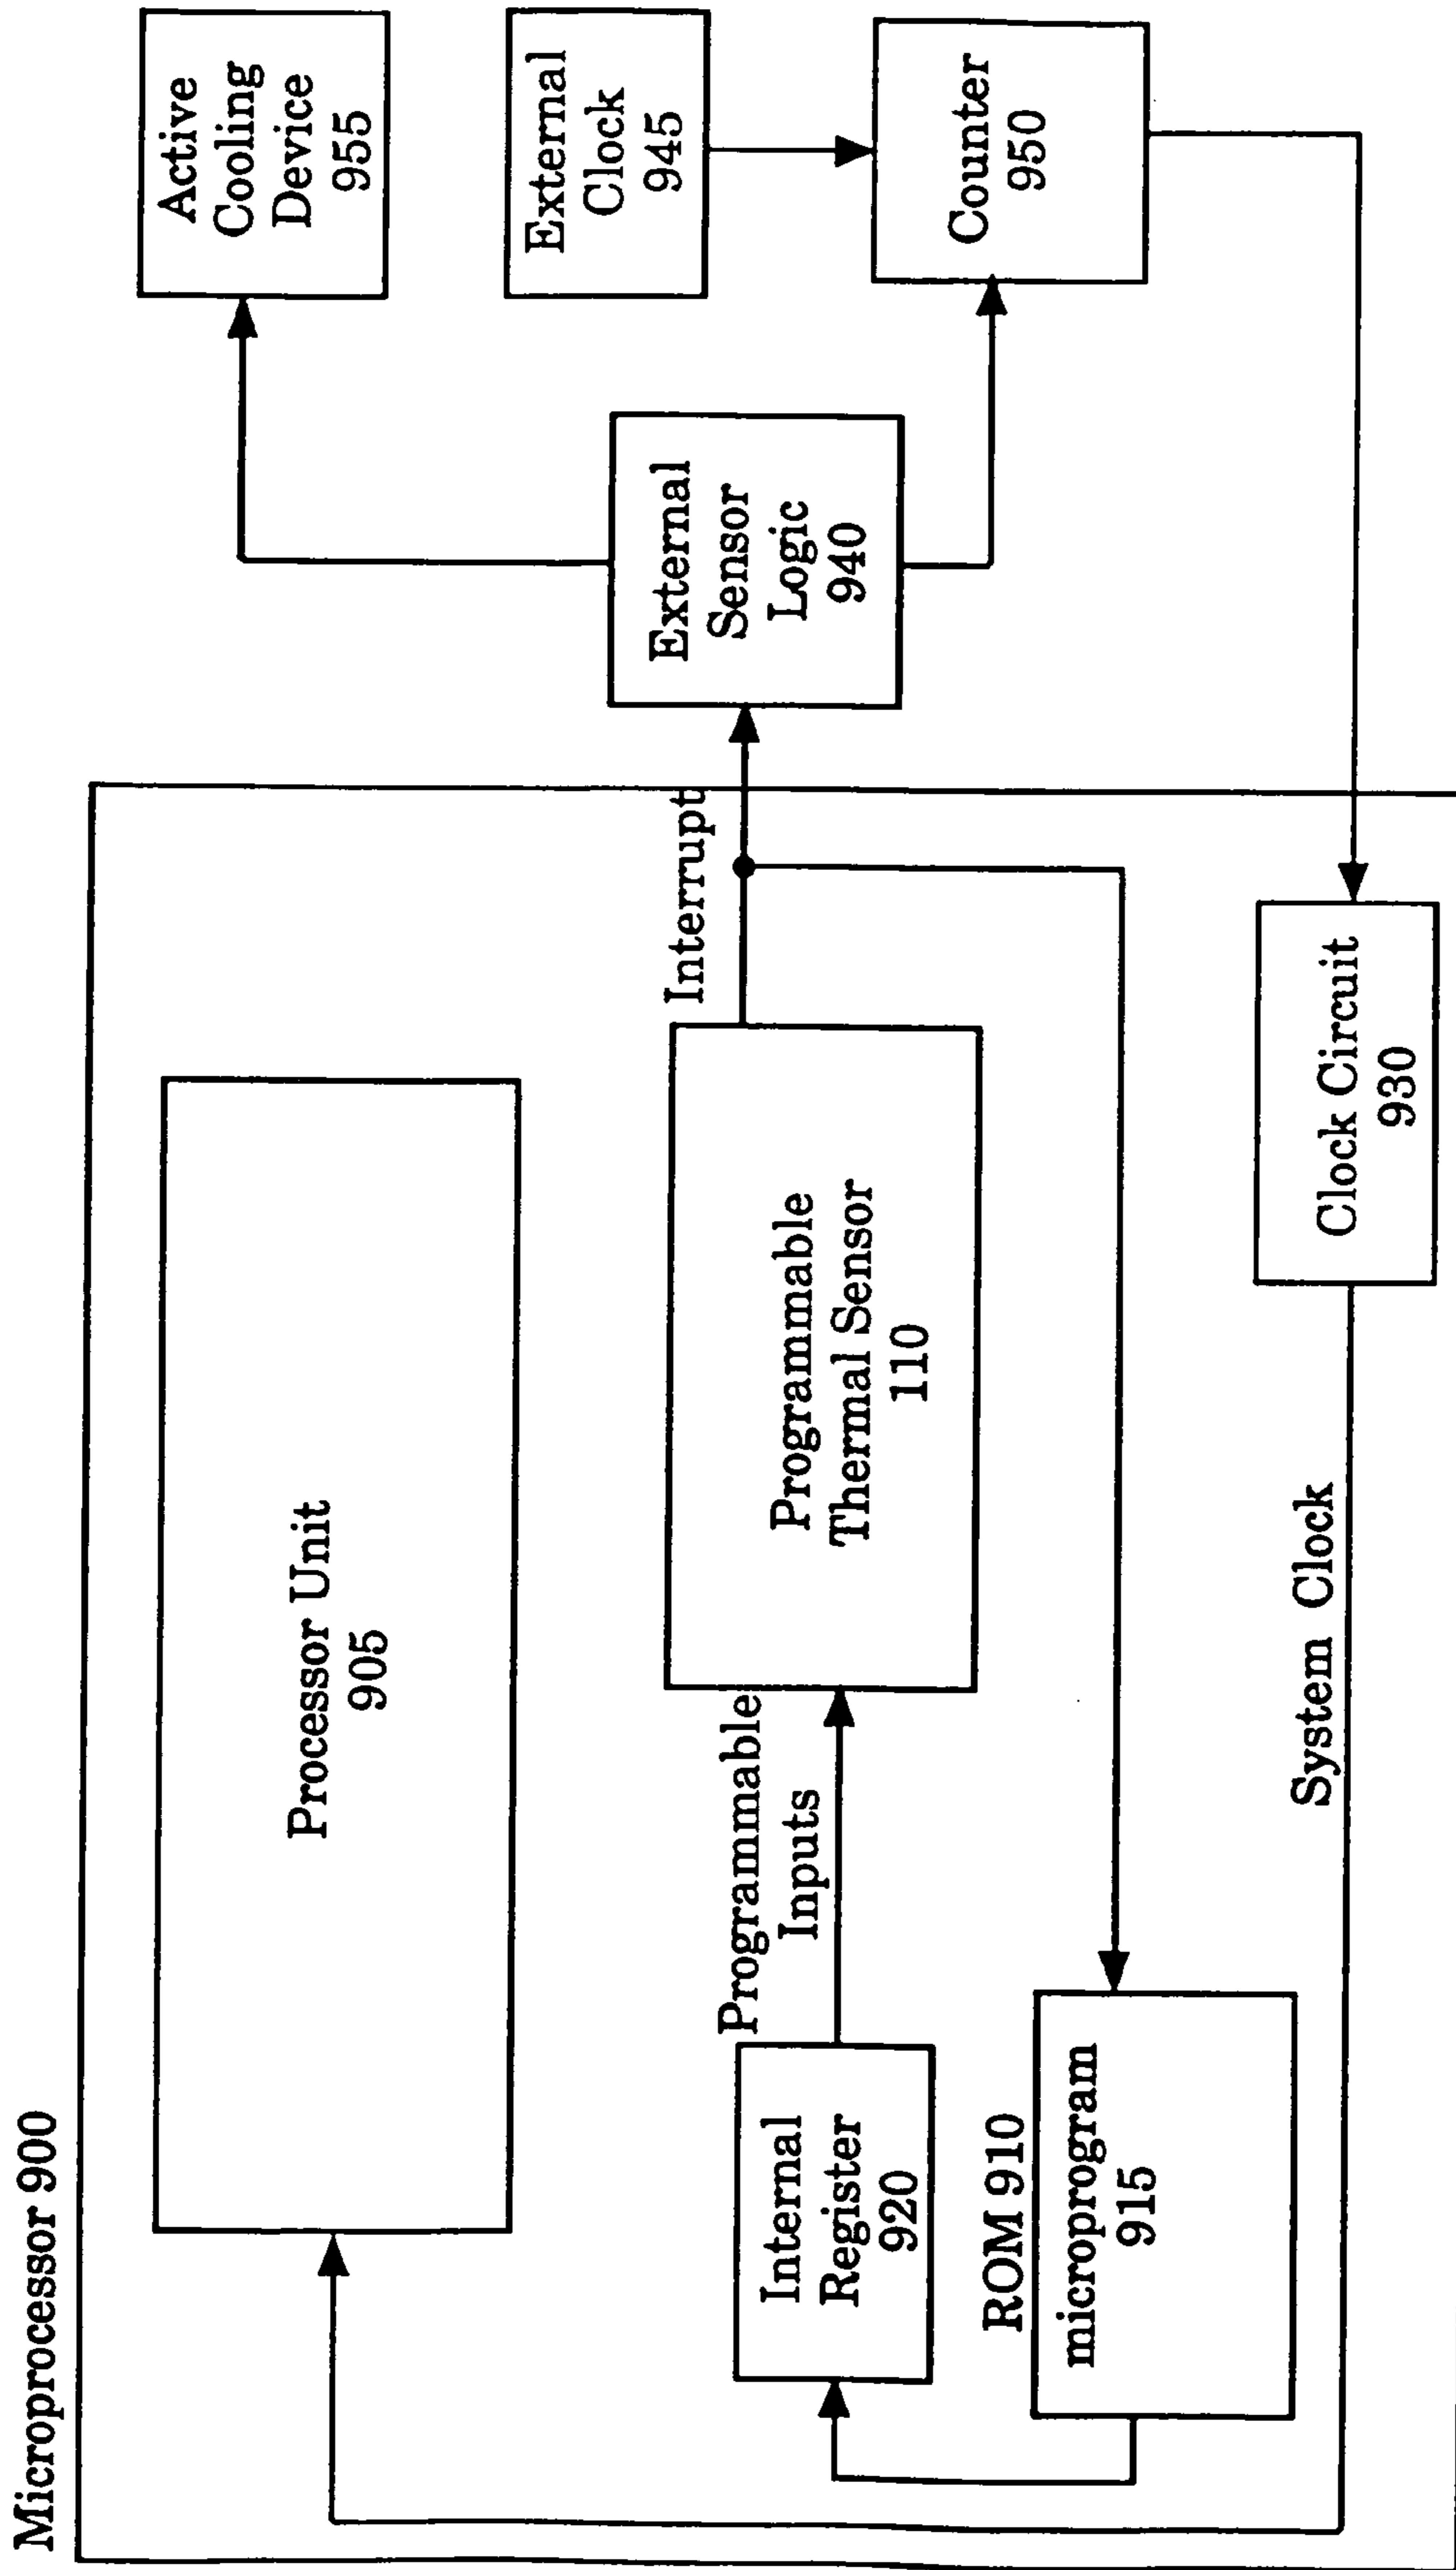 Microprocessor 900
Processor Unit
905
Active
Cooling
Device
955
External
Clock
945
Counter
950
External
Sensor
Logic
940
Interrupt
Programmable
Thermal Sensor
110
Programmable
Inputs
Internal
Register
920
ROM 910
microprogram
915
Clock Circuit
930
System Clock